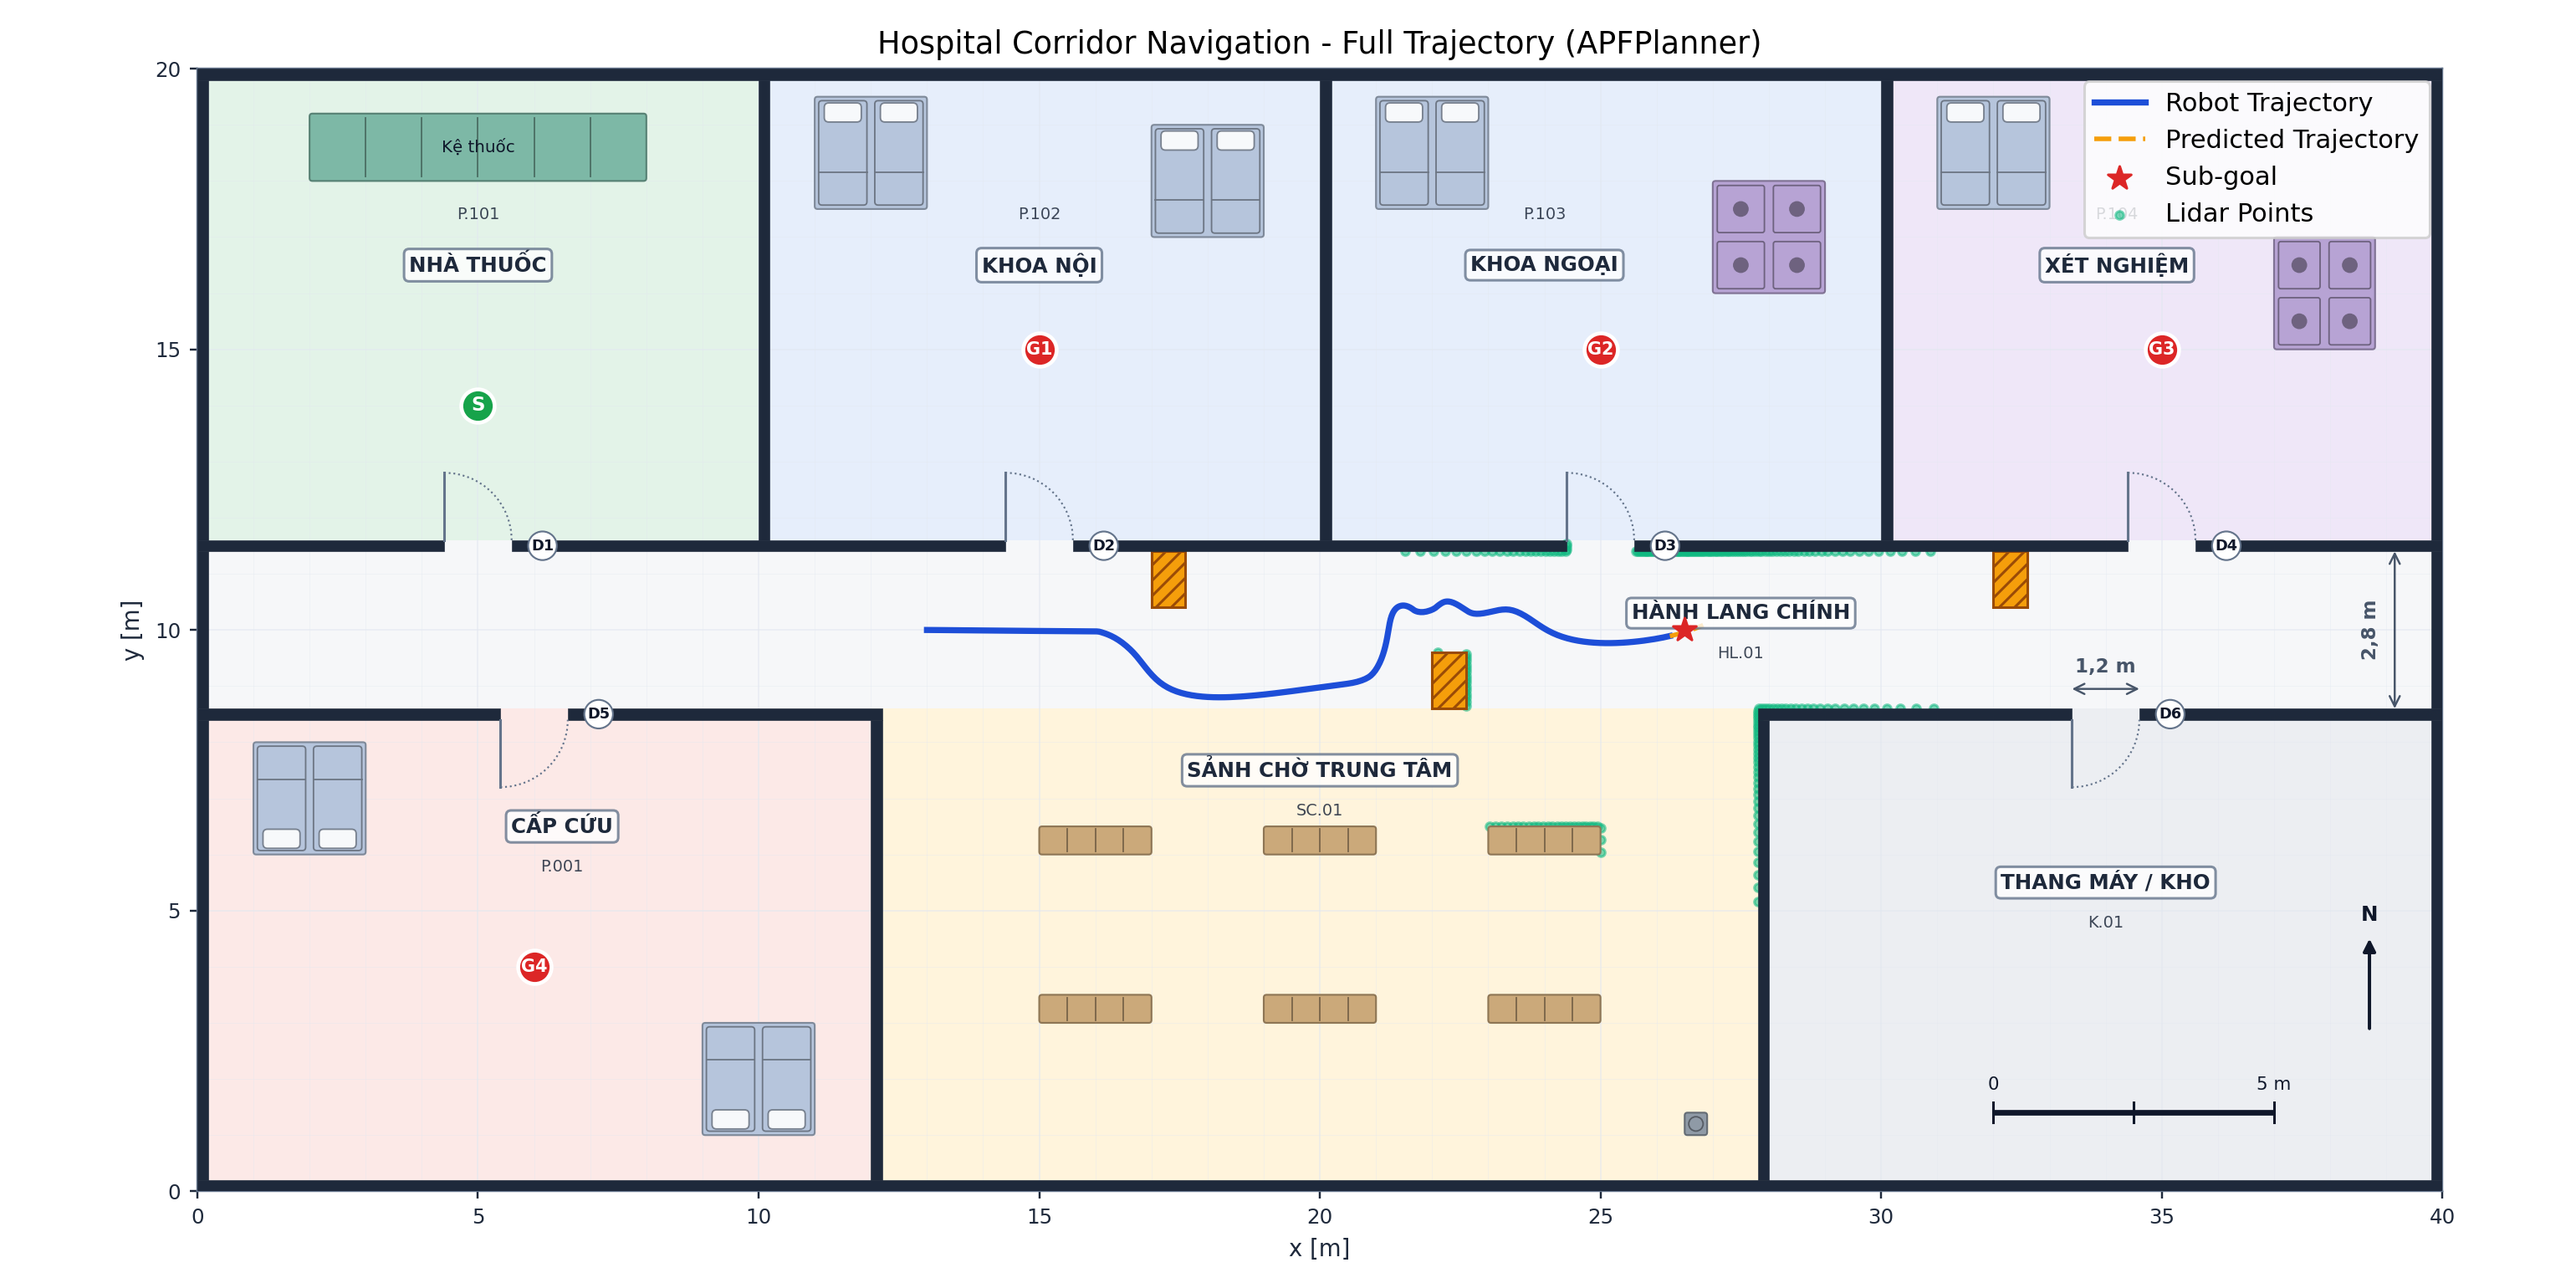 Hospital Corridor Navigation - Full Trajectory (APFPlanner)
Robot Trajectory
Predicted Trajectory
Sub-goal
Lidar Points
Kệ thuốc
P.101
NHÀ THUỐC
S
P.102
KHOA NỘI
G1
P.103
KHOA NGOẠI
G2
P.104
XÉT NGHIỆM
G3
D1
D2
D3
D4
HÀNH LANG CHÍNH
HL.01
1,2 m
2,8 m
D5
D6
CẤP CỨU
P.001
G4
SẢNH CHỜ TRUNG TÂM
SC.01
THANG MÁY / KHO
K.01
N
0
5 m
20
15
10
5
0
y [m]
0
5
10
15
20
25
30
35
40
x [m]